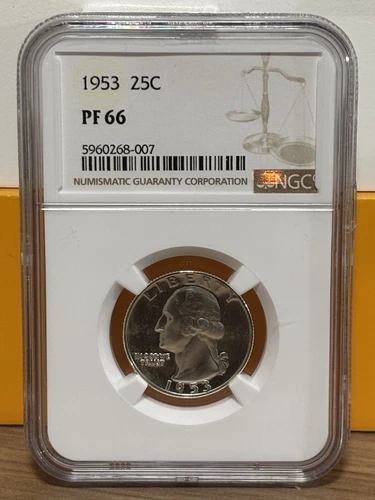 1953 25C
PF 66
5960268-007
NUMISMATIC GUARANTY CORPORATION
NGC
LIBERTY
IN GOD WE
TRUST
1953